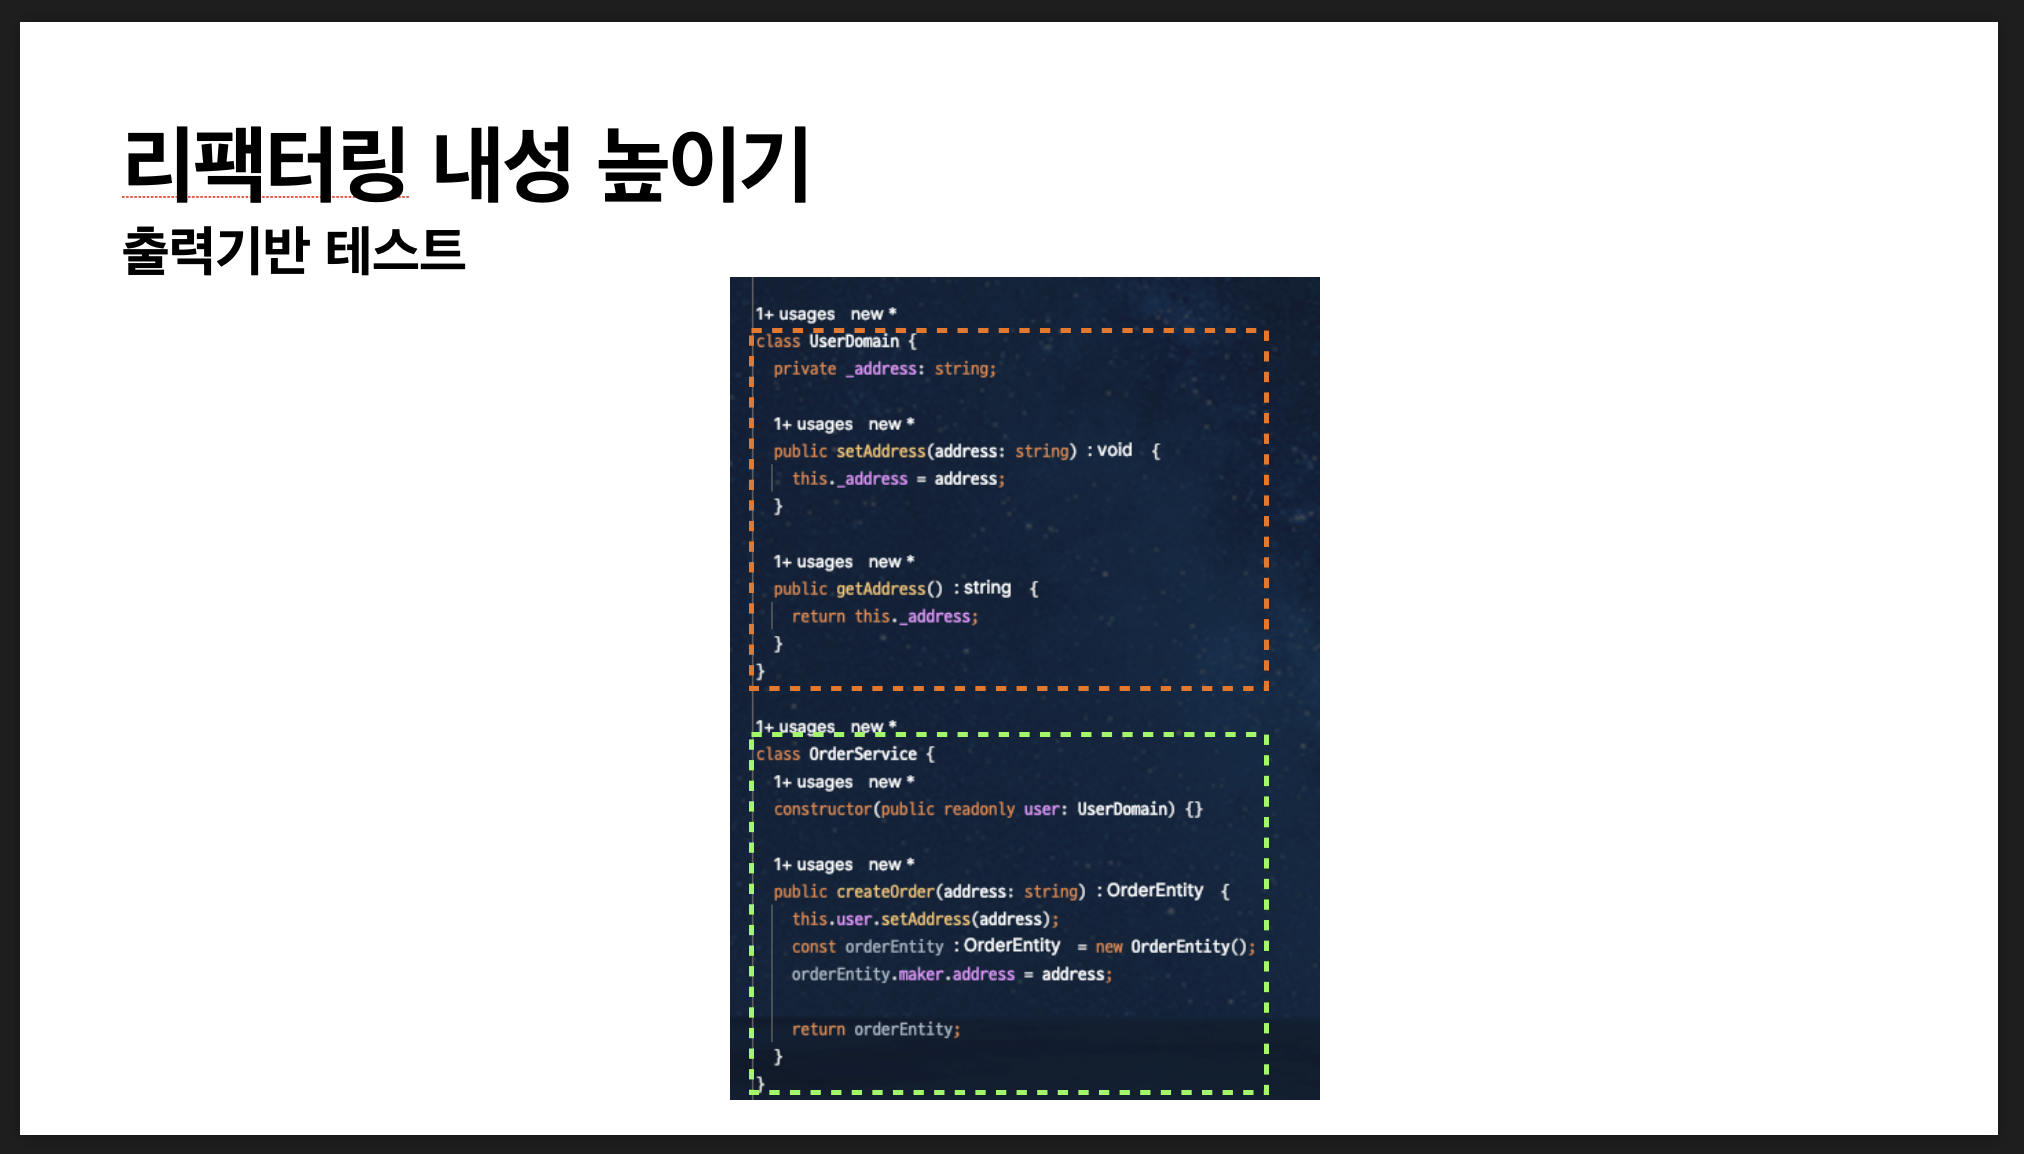 리팩터링 내성 높이기
출력기반 테스트
1+ usages new *
class UserDomain {
private _address: string;
1+ usages new *
public setAddress(address: string) : void {
this._address = address;
}
1+ usages new *
public getAddress() : string {
return this._address;
}
}
1+ usages new *
class OrderService {
1+ usages new *
constructor(public readonly user: UserDomain) {}
1+ usages new *
public createOrder(address: string) : OrderEntity {
this.user.setAddress(address);
const orderEntity : OrderEntity = new OrderEntity();
orderEntity.maker.address = address;
return orderEntity;
}
}